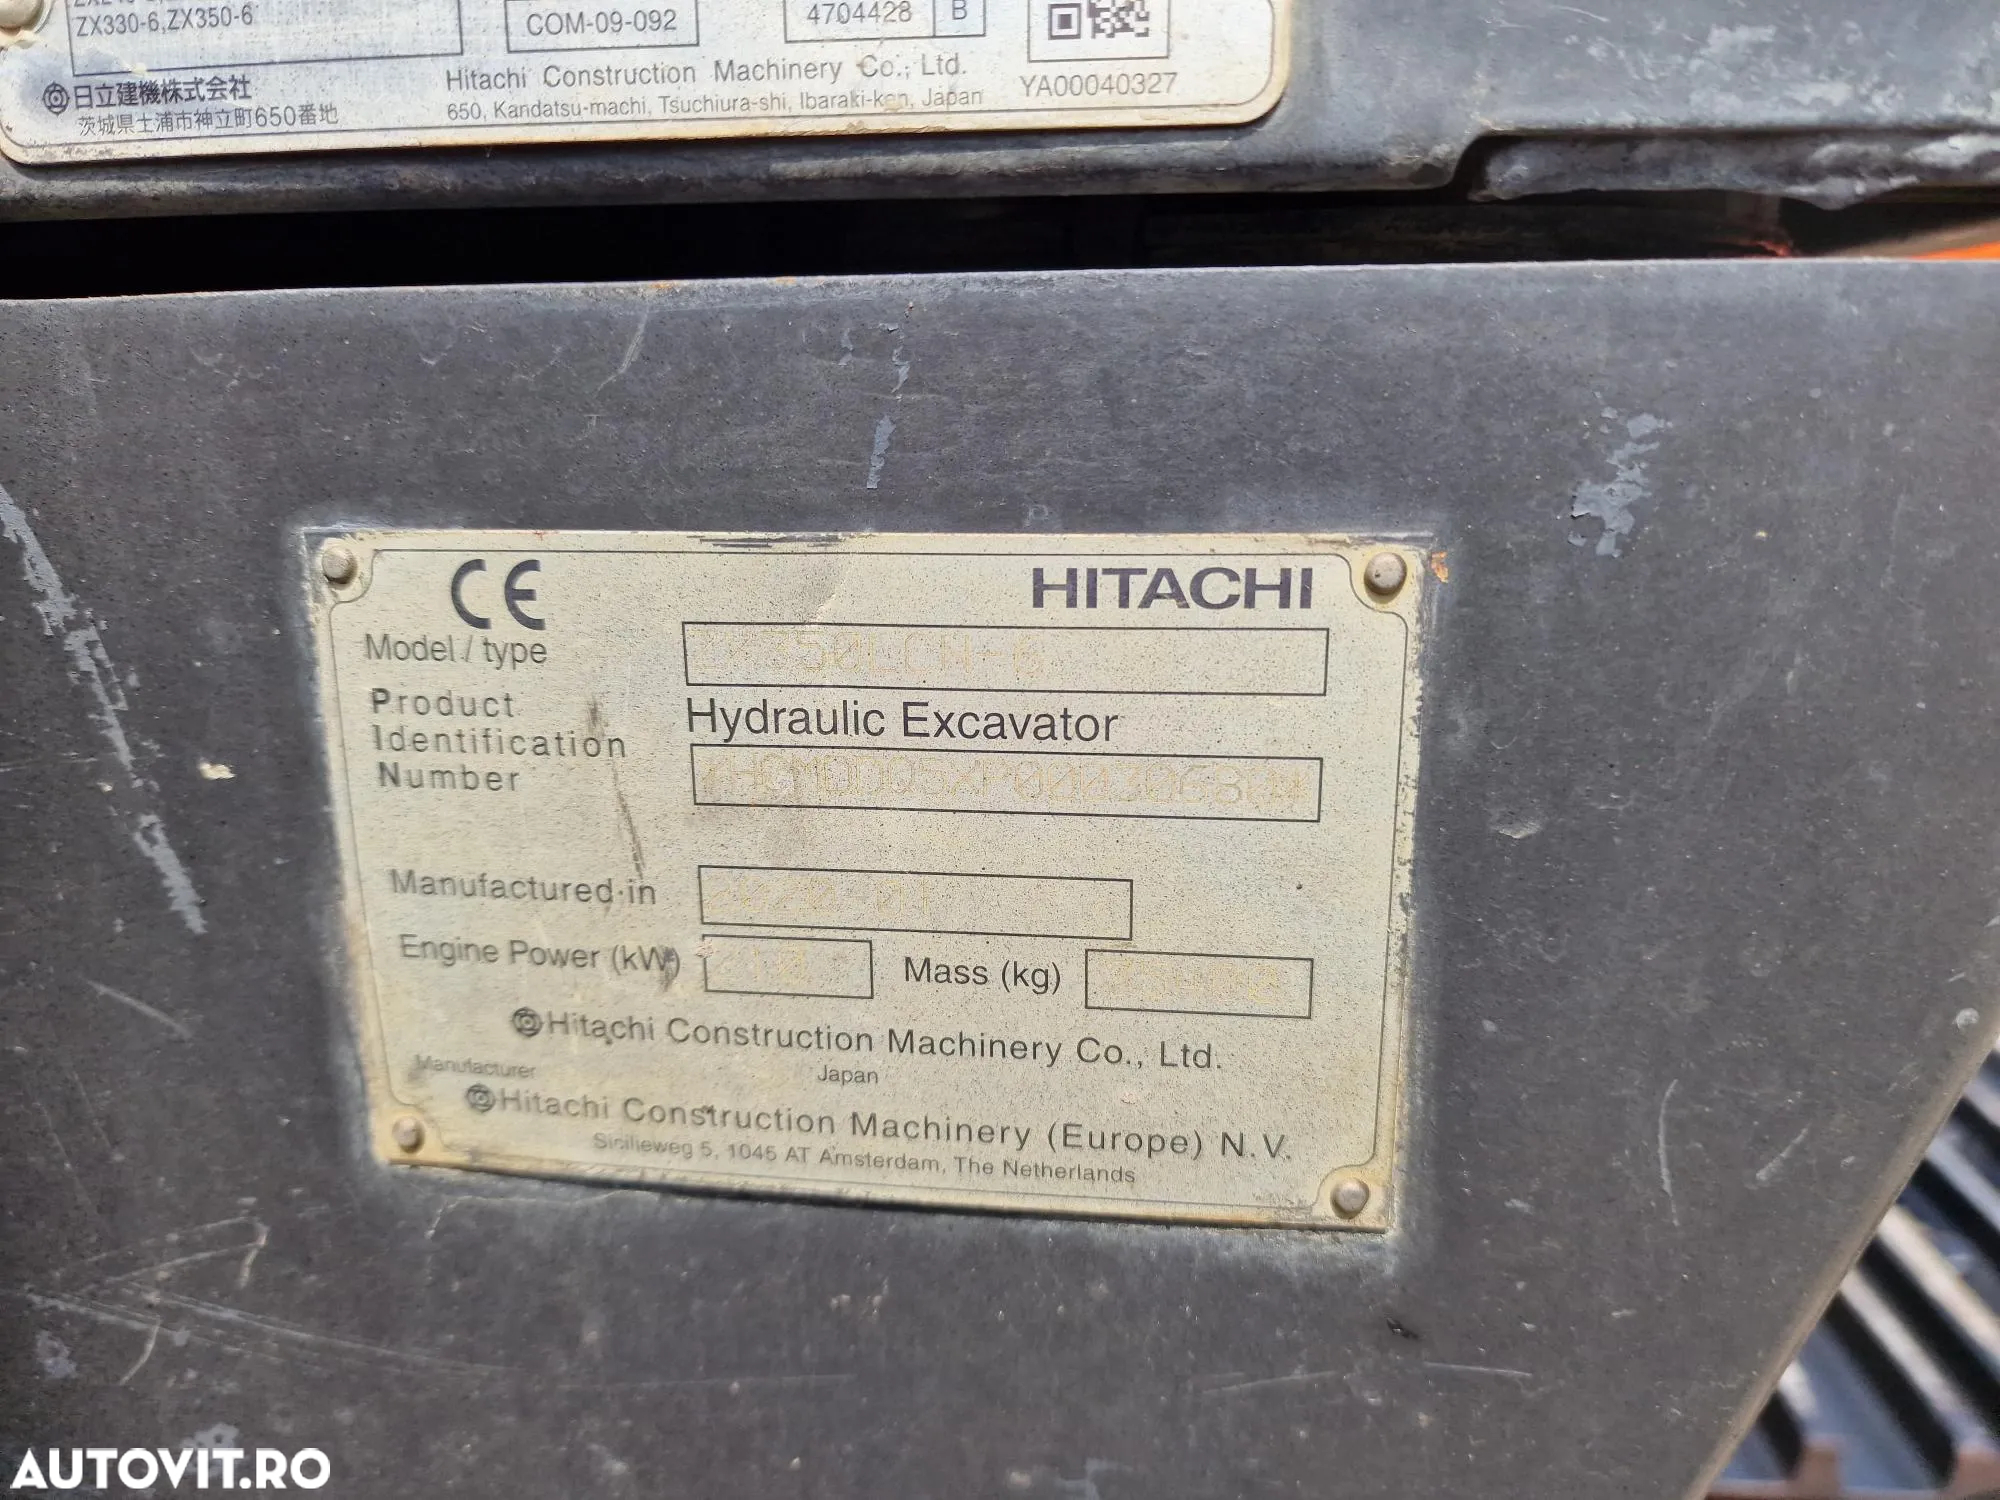 ZX330-6,ZX350-6
COM-09-092
4704428 B
日立建機株式会社
茨城県土浦市神立町650番地
Hitachi Construction Machinery Co., Ltd.
650, Kandatsu-machi, Tsuchiura-shi, Ibaraki-ken, Japan
YA00040327
CE HITACHI
Model / type ZX350LCN-6
Hydraulic Excavator
Product
Identification
Number
Manufactured in
Engine Power (kW) 210 Mass (kg)
Hitachi Construction Machinery Co., Ltd.
Manufacturer Japan
Hitachi Construction Machinery (Europe) N.V.
Sicilieweg 5, 1045 AT Amsterdam, The Netherlands
AUTOVIT.RO